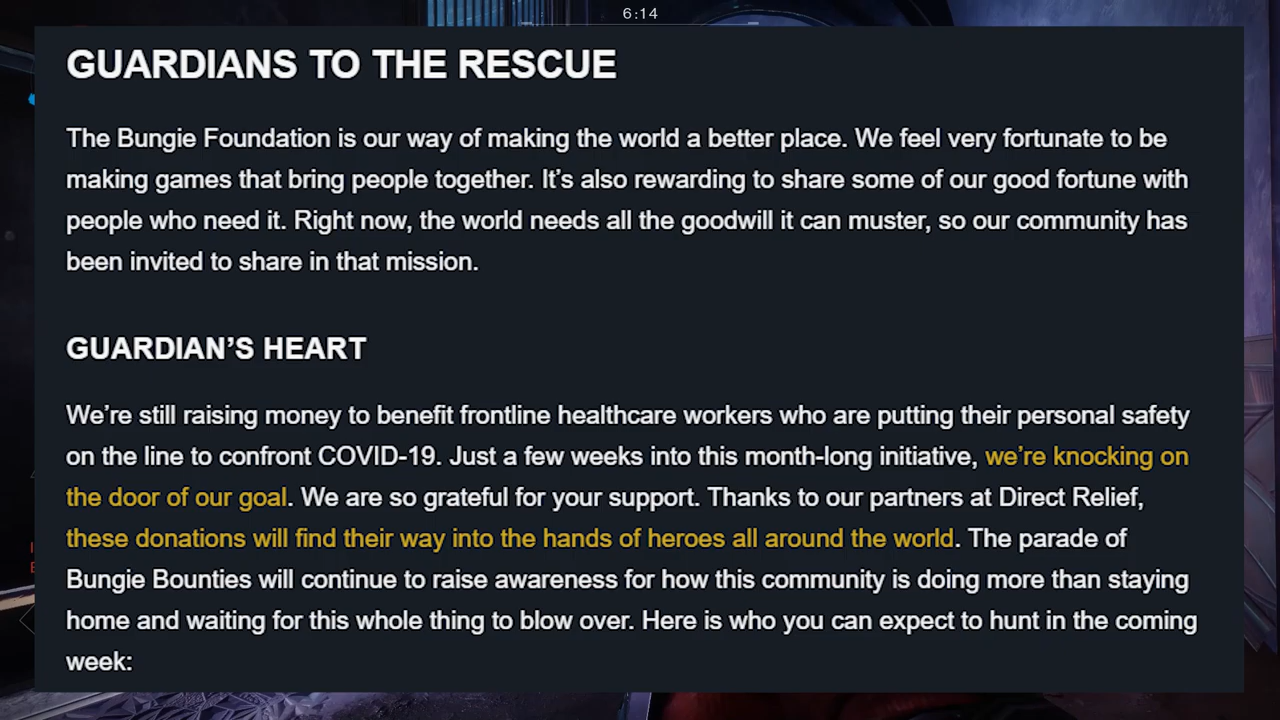 6:14
GUARDIANS TO THE RESCUE
The Bungie Foundation is our way of making the world a better place. We feel very fortunate to be
making games that bring people together. It's also rewarding to share some of our good fortune with
people who need it. Right now, the world needs all the goodwill it can muster, so our community has
been invited to share in that mission.
GUARDIAN'S HEART
We're still raising money to benefit frontline healthcare workers who are putting their personal safety
on the line to confront COVID-19. Just a few weeks into this month-long initiative, we're knocking on
the door of our goal. We are so grateful for your support. Thanks to our partners at Direct Relief,
these donations will find their way into the hands of heroes all around the world. The parade of
Bungie Bounties will continue to raise awareness for how this community is doing more than staying
home and waiting for this whole thing to blow over. Here is who you can expect to hunt in the coming
week: